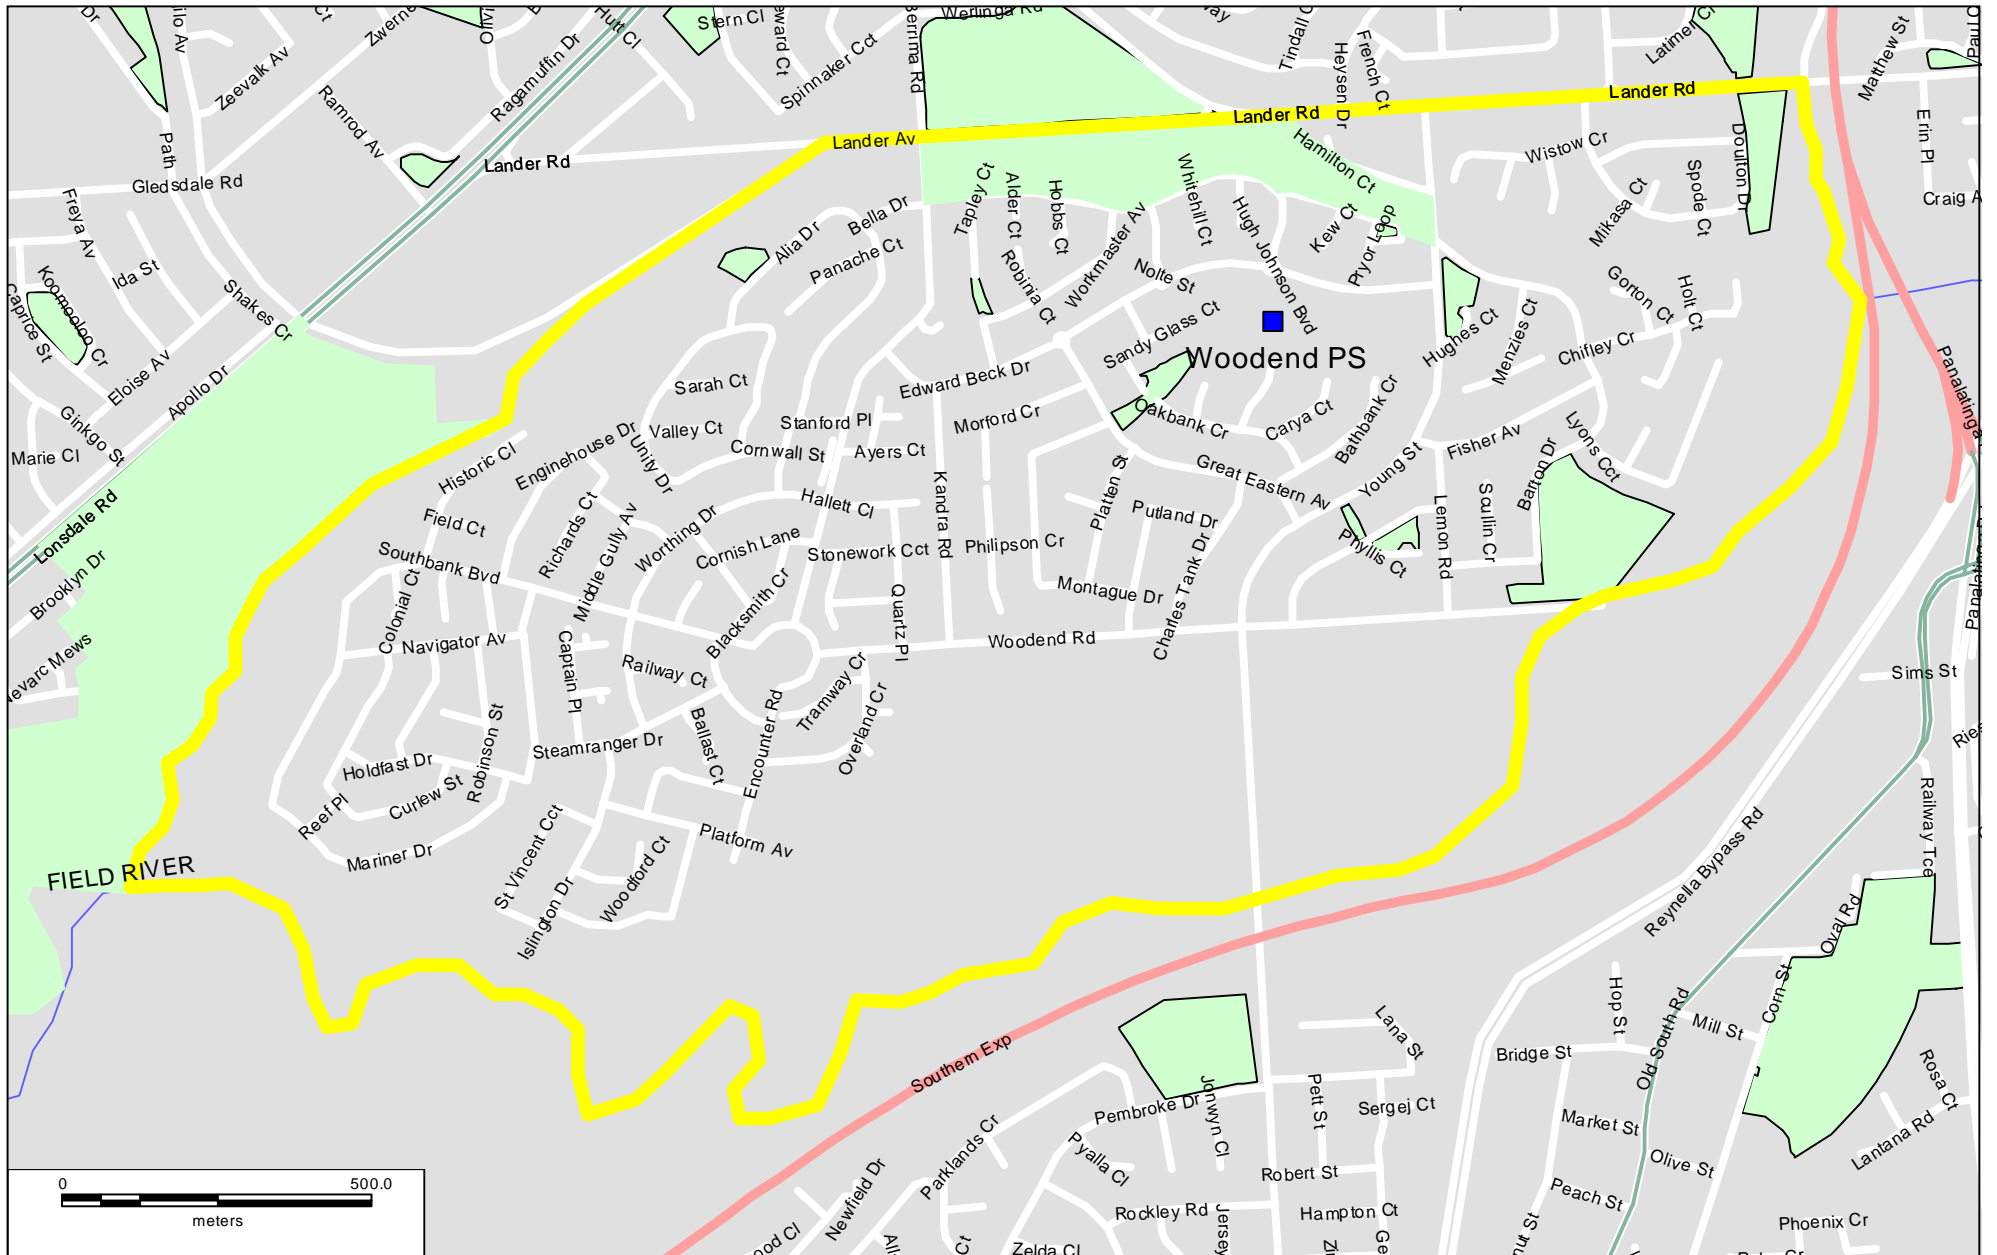 Dr
Ct
Stern Cl
Werlinga Rd
Hutt Cl
Zeevalk Av
Ragamuffin Dr
Spinnaker Cct
Berrima Rd
Heysen Dr
French Ct
Latimer Cl
Matthew St
Ramrod Av
Path
Lander Rd
Lander Av
Lander Rd
Lander Rd
Gledsdale Rd
Hamilton Ct
Wistow Cr
Doulton Dr
Erin Pl
Freya Av
Tapley Ct
Alder Ct
Hobbs Ct
Whitehill Ct
Workmaster Av
Hugh Johnson Bvd
Kew Ct
Pryor Loop
Mikasa Ct
Spode Ct
Craig A
Bella Dr
Alia Dr
Panache Ct
Ida St
Koomooloo Cr
Caprice St
Shakes Cr
Robinia Ct
Nolte St
Sandy Glass Ct
Woodend PS
Hughes Ct
Menzies Ct
Gorton Ct
Holt Ct
Chifley Cr
Panalatinga
Eloise Av
Apollo Dr
Ginkgo St
Marie Cl
Sarah Ct
Valley Ct
Unity Dr
Stanford Pl
Cornwall St
Ayers Ct
Edward Beck Dr
Morford Cr
Oakbank Cr
Carya Ct
Bathbank Cr
Fisher Av
Lyons Cct
Barton Dr
Historic Cl
Enginehouse Dr
Great Eastern Av
Young St
Lonsdale Rd
Field Ct
Richards Ct
Middle Gully Av
Worthing Dr
Hallett Cl
Kandra Rd
Platten St
Putland Dr
Phyllis Ct
Lemon Rd
Scullin Cr
Brooklyn Dr
Southbank Bvd
Colonial Ct
Cornish Lane
Stonework Cct
Philipson Cr
Montague Dr
Charles Tank Dr
Blacksmith Cr
Quartz Pl
Navigator Av
Captain Pl
Railway Ct
Woodend Rd
Sims St
Tramway Cr
Overland Cr
Encounter Rd
Ballast Ct
Robinson St
Steamranger Dr
Holdfast Dr
Curlew St
Reef Pl
Mariner Dr
St Vincent Cct
Islington Dr
Woodford Ct
Platform Av
FIELD RIVER
Railway Tce
Reynella Bypass Rd
Oval Rd
Corn St
Hop St
Old South Rd
Mill St
Bridge St
Rosa Ct
Lantana Rd
Market St
Olive St
Peach St
Phoenix Cr
Southern Exp
Lana St
Pett St
Sergej Ct
Pembroke Dr
Jonwyn Cl
Pyalla Cl
Parklands Cr
Newfield Dr
Robert St
Rockley Rd
Jersey
Hampton Ct
Zelda Cl
Ct
0 500.0
meters